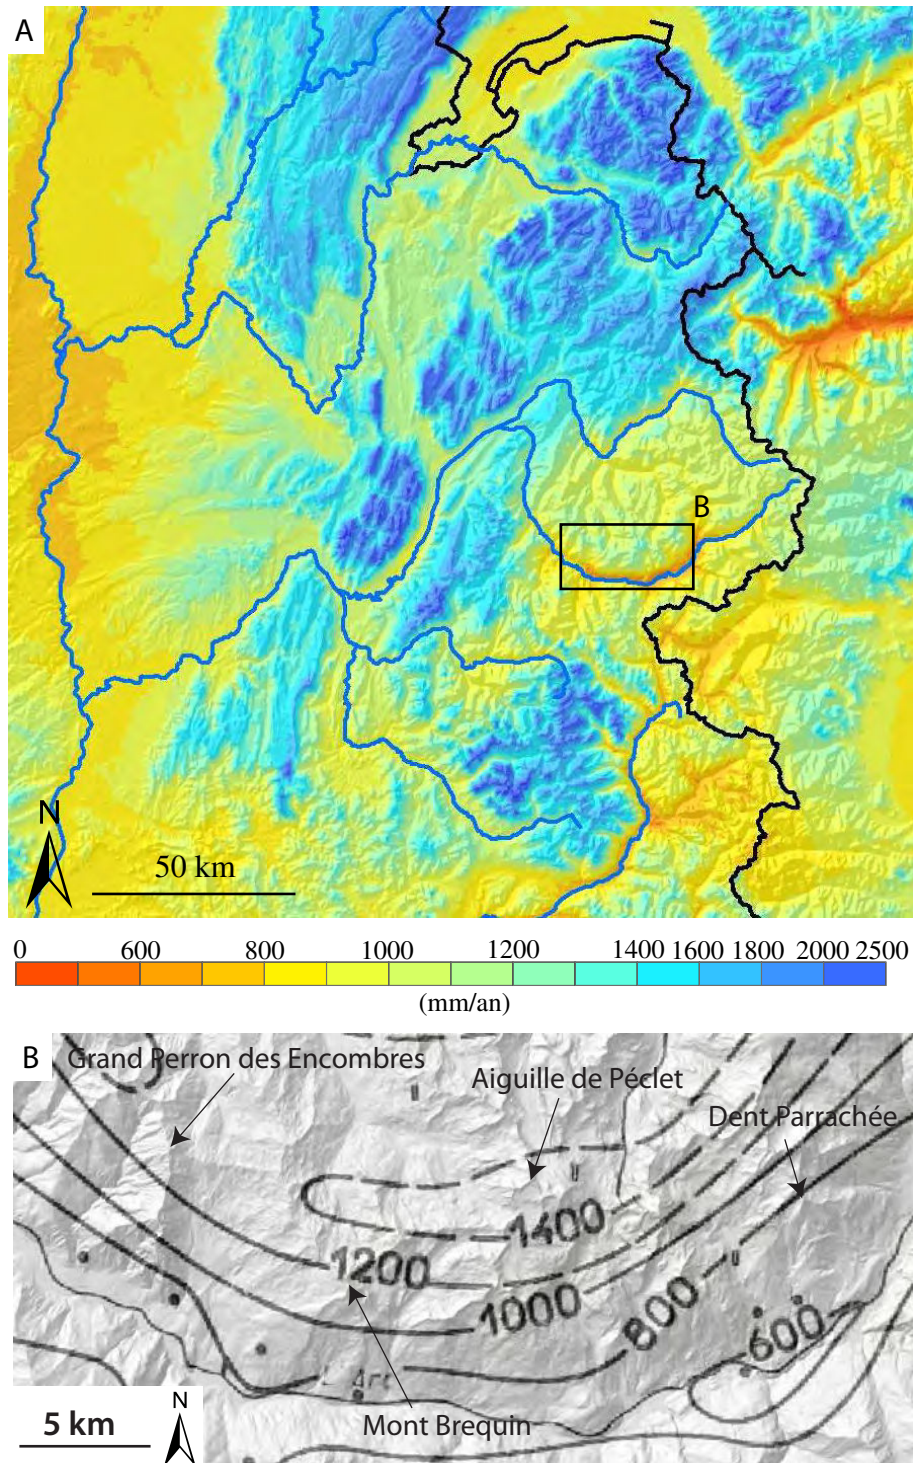 A
B
N
50 km
0 600 800 1000 1200 1400 1600 1800 2000 2500
(mm/an)
B
Grand Perron des Encombres
Aiguille de Péclet
Dent Parrachée
1400
1200
1000
800
600
L'Arc
N
5 km
Mont Brequin